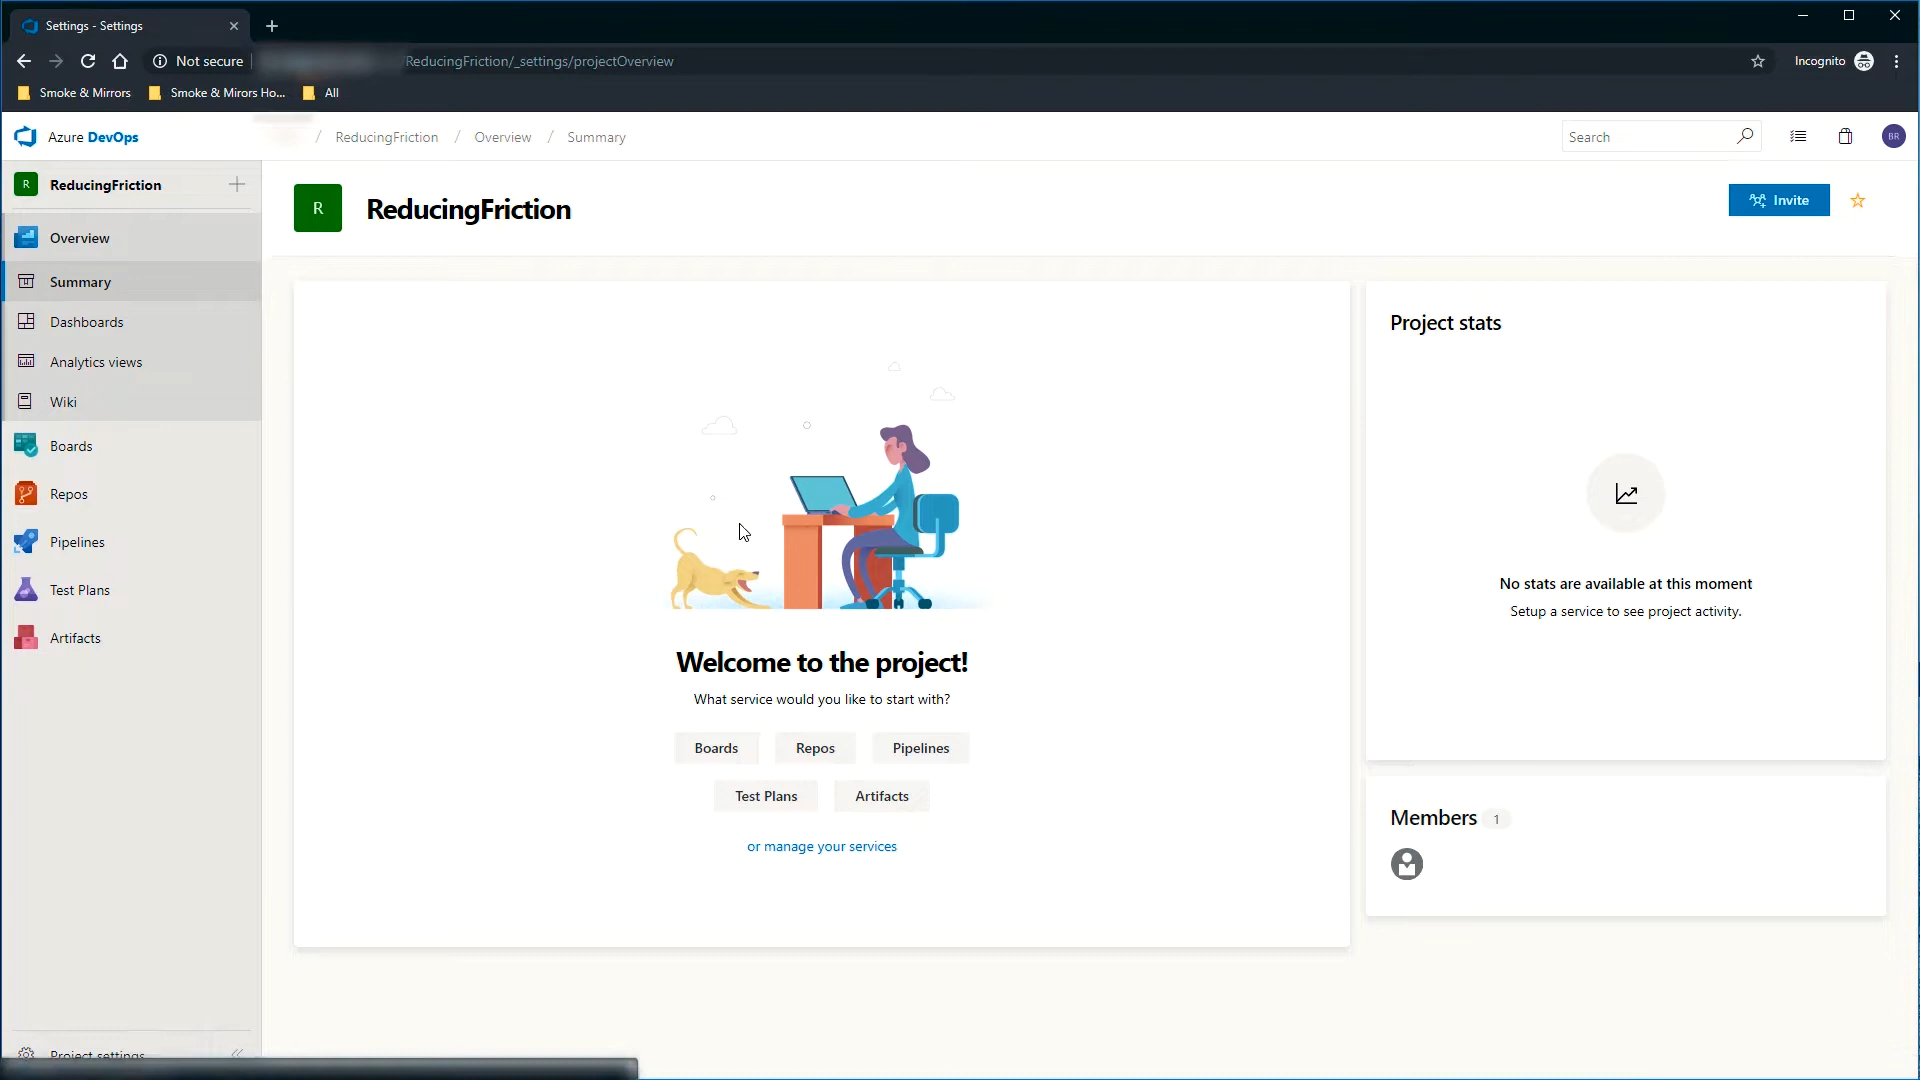 Settings - Settings
Not secure
ReducingFriction/_settings/projectOverview
Incognito
Smoke & Mirrors
Smoke & Mirors Ho...
All
Azure DevOps
/ ReducingFriction / Overview / Summary
Search
BR
R
ReducingFriction
R
ReducingFriction
Invite
Overview
Summary
Dashboards
Analytics views
Wiki
Boards
Repos
Pipelines
Test Plans
Artifacts
Project settings
Welcome to the project!
What service would you like to start with?
Boards
Repos
Pipelines
Test Plans
Artifacts
or manage your services
Project stats
No stats are available at this moment
Setup a service to see project activity.
Members 1